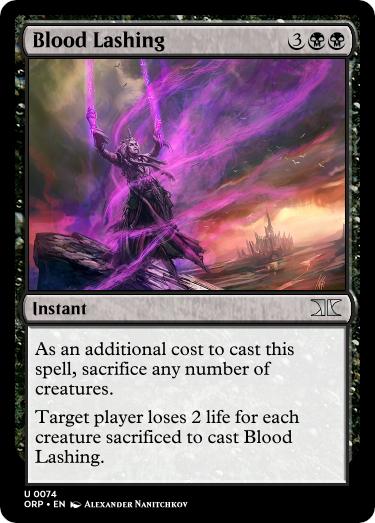 Blood Lashing 3
Instant
As an additional cost to cast this
spell, sacrifice any number of
creatures.
Target player loses 2 life for each
creature sacrificed to cast Blood
Lashing.
U 0074
ORP • EN Alexander Nanitchkov